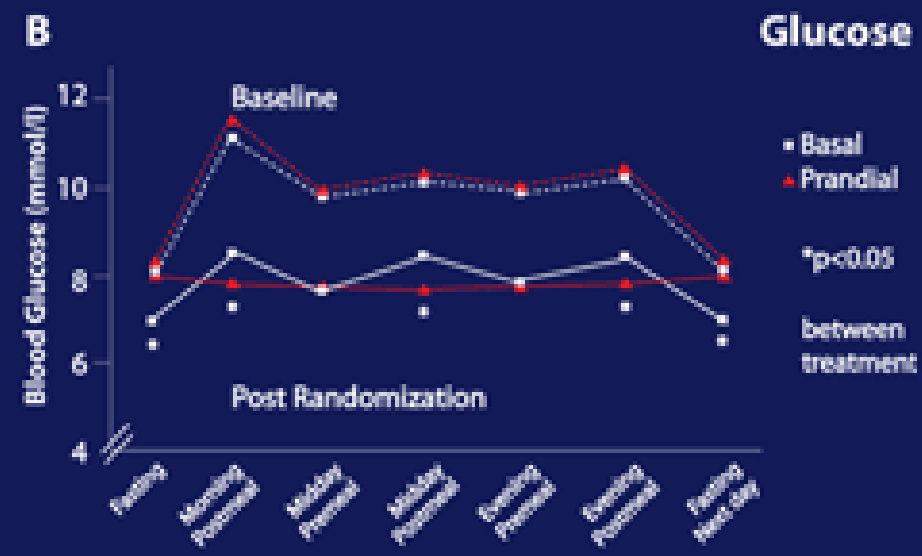 B
Glucose
12
10
8
6
4
Blood Glucose (mmol/l)
Baseline
Basal
Prandial
*p<0.05
between
treatment
Post Randomization
Fasting
Morning
Postmeal
Midday
Premeal
Midday
Postmeal
Evening
Premeal
Evening
Postmeal
Fasting
Next day